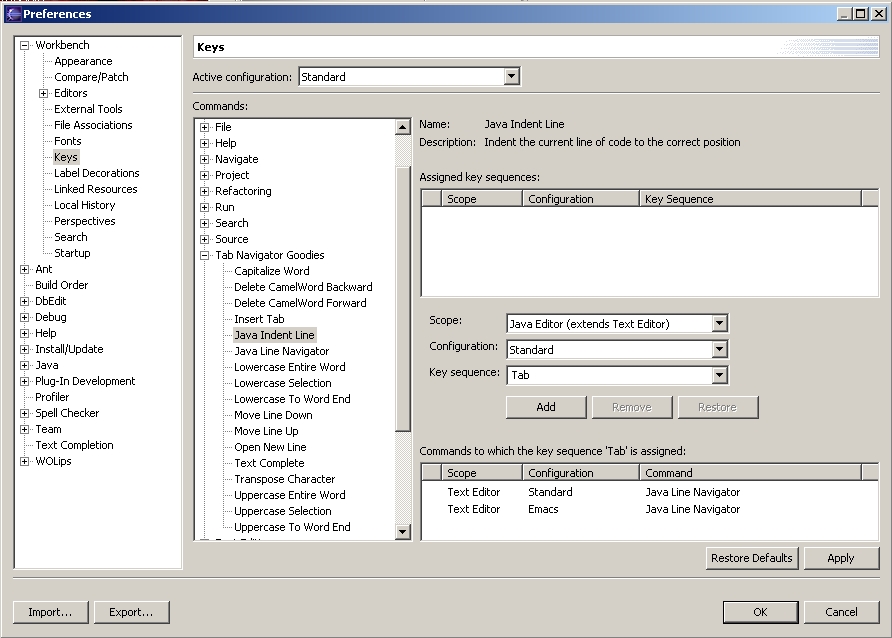 Preferences
Workbench
Appearance
Compare/Patch
Editors
External Tools
File Associations
Fonts
Keys
Label Decorations
Linked Resources
Local History
Perspectives
Search
Startup
Ant
Build Order
DbEdit
Debug
Help
Install/Update
Java
Plug-In Development
Profiler
Spell Checker
Team
Text Completion
WOLips
Keys
Active configuration: Standard
Commands:
File
Help
Navigate
Project
Refactoring
Run
Search
Source
Tab Navigator Goodies
Capitalize Word
Delete CamelWord Backward
Delete CamelWord Forward
Insert Tab
Java Indent Line
Java Line Navigator
Lowercase Entire Word
Lowercase Selection
Lowercase To Word End
Move Line Down
Move Line Up
Open New Line
Text Complete
Transpose Character
Uppercase Entire Word
Uppercase Selection
Uppercase To Word End
Name: Java Indent Line
Description: Indent the current line of code to the correct position
Assigned key sequences:
Scope Configuration Key Sequence
Scope: Java Editor (extends Text Editor)
Configuration: Standard
Key sequence: Tab
Add Remove Restore
Commands to which the key sequence 'Tab' is assigned:
Scope Configuration Command
Text Editor Standard Java Line Navigator
Text Editor Emacs Java Line Navigator
Restore Defaults Apply
Import... Export... OK Cancel